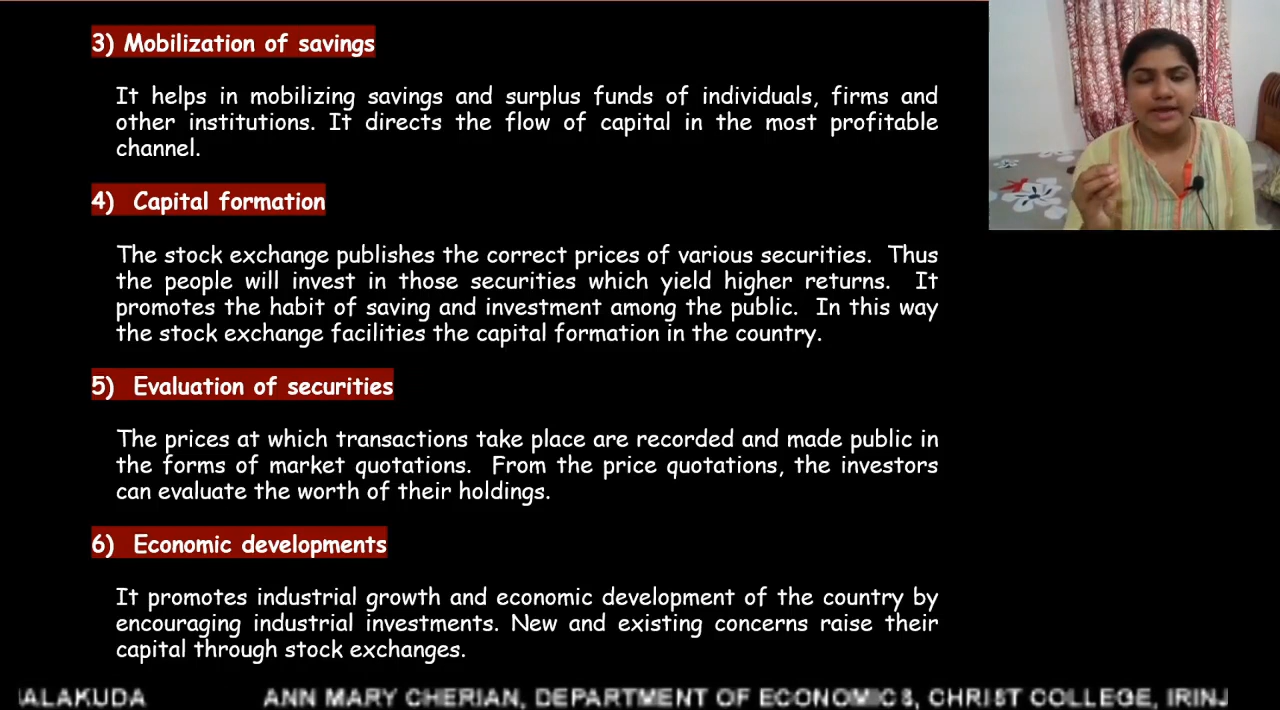 3) Mobilization of savings
It helps in mobilizing savings and surplus funds of individuals, firms and
other institutions. It directs the flow of capital in the most profitable
channel.
4) Capital formation
The stock exchange publishes the correct prices of various securities. Thus
the people will invest in those securities which yield higher returns. It
promotes the habit of saving and investment among the public. In this way
the stock exchange facilities the capital formation in the country.
5) Evaluation of securities
The prices at which transactions take place are recorded and made public in
the forms of market quotations. From the price quotations, the investors
can evaluate the worth of their holdings.
6) Economic developments
It promotes industrial growth and economic development of the country by
encouraging industrial investments. New and existing concerns raise their
capital through stock exchanges.
ALAKUDA ANN MARY CHERIAN, DEPARTMENT OF ECONOMICS, CHRIST COLLEGE, IRINJ